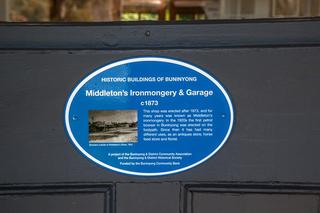 HISTORIC BUILDINGS OF BUNINYONG
Middleton's Ironmongery & Garage
c1873
This shop was erected after 1873, and for
many years was known as Middleton's
ironmongery. In the 1920s the first petrol
bowser in Buninyong was erected on the
footpath. Since then it has had many
different uses, as an antiques store, horse
feed store and florist.
A project of the Buninyong & District Community Association
and the Buninyong & District Historical Society
Funded by the Buninyong Community Bank